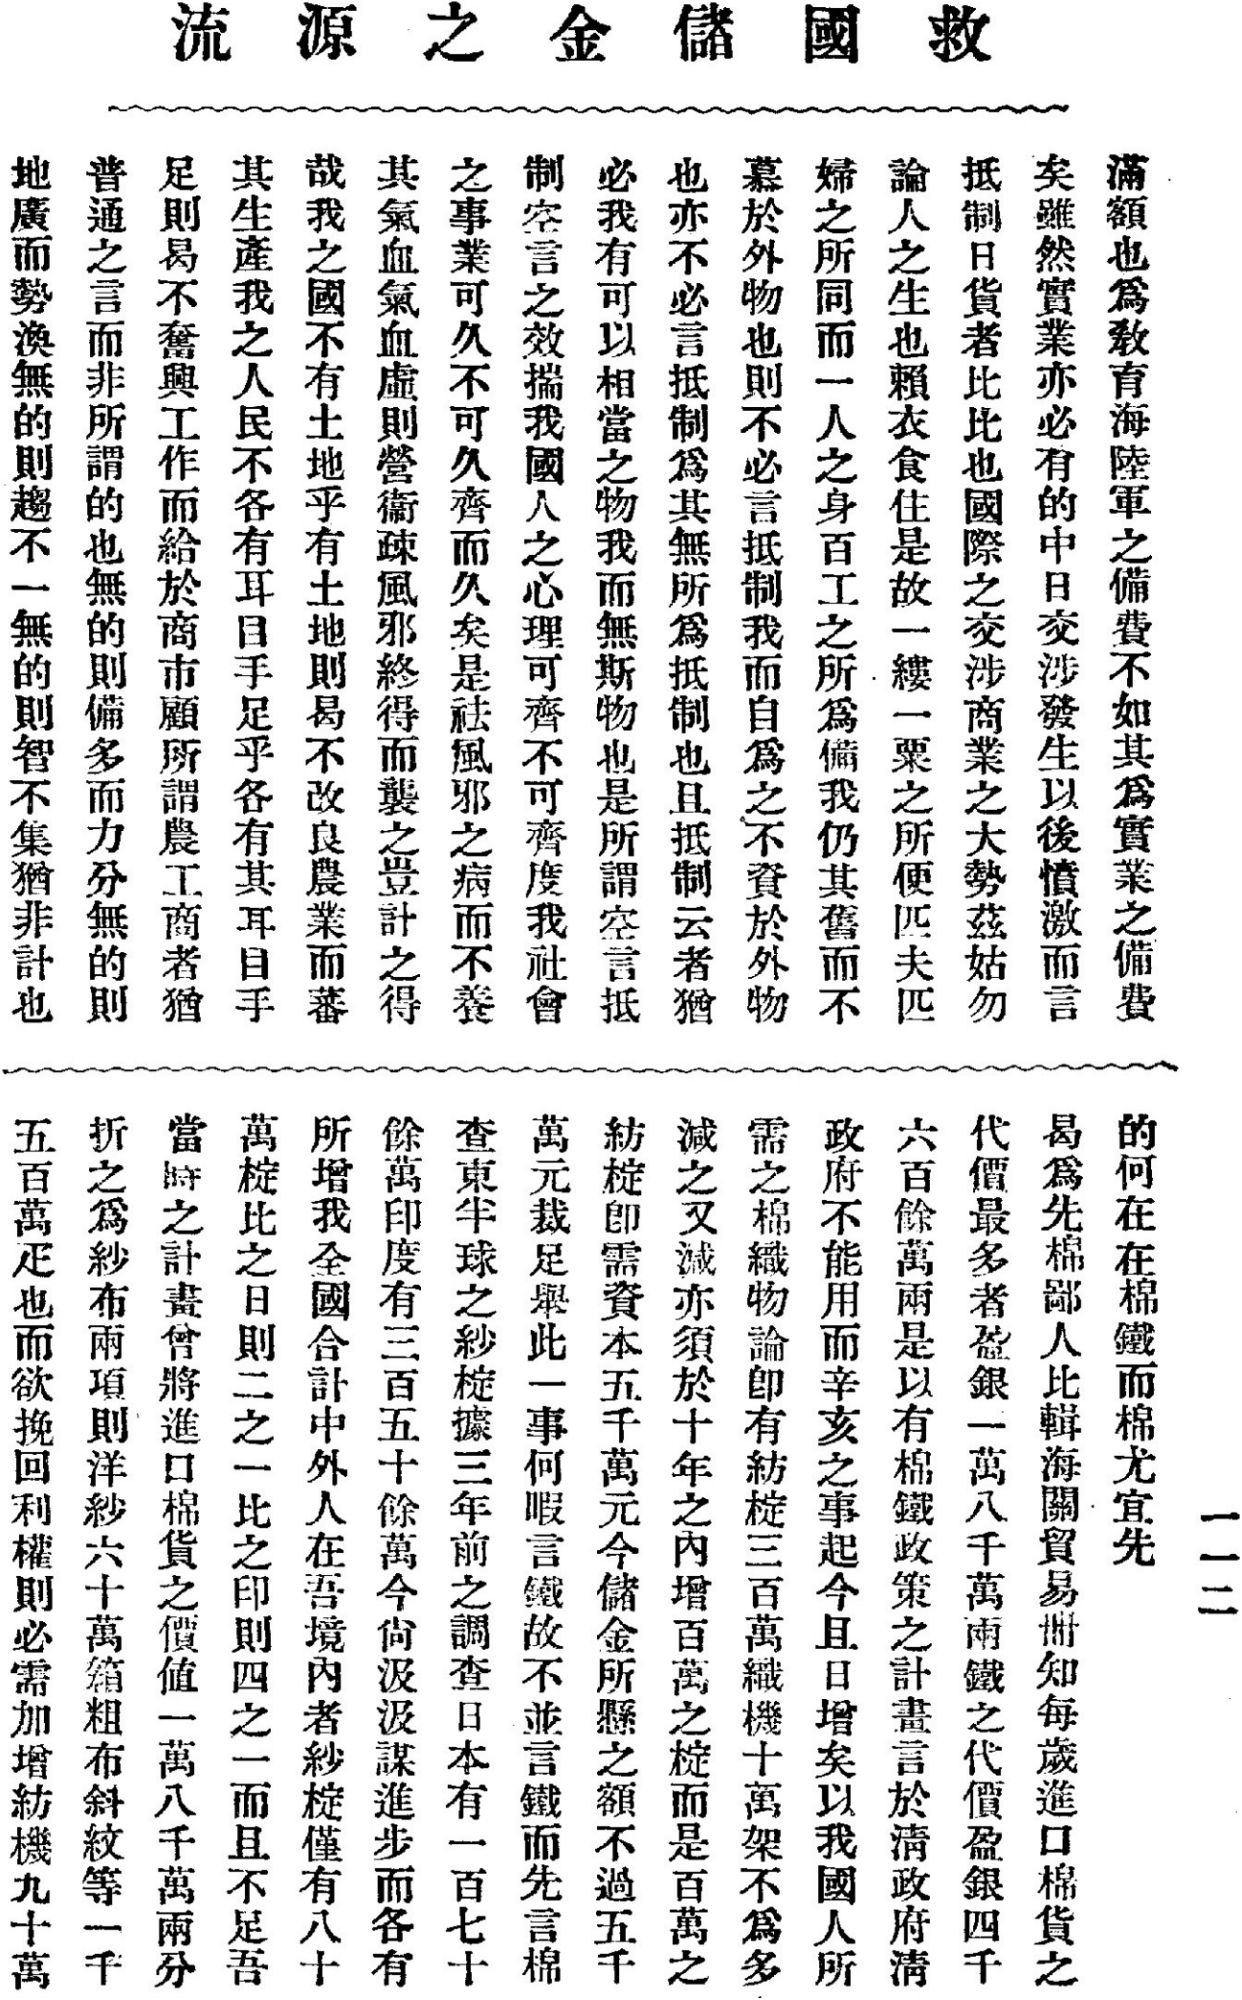 救國儲金之源流
滿額也爲敎育海陸軍之備費不如其爲實業之備費
矣雖然實業亦必有的中日交涉發生以後憤激而言
抵制日貨者比比也國際之交涉商業之大勢茲姑勿
論人之生也賴衣食住是故一縷一粟之所便匹夫匹
婦之所同而一人之身百工之所爲備我仍其舊而不
慕於外物也則不必言抵制我而自爲之不資於外物
也亦不必言抵制爲其無所爲抵制也且抵制云者猶
必我有可以相當之物我而無斯物也是所謂空言抵
制空言之效揣我國人之心理可齊不可齊度我社會
之事業可久不可久齊而久矣是祛風邪之病而不養
其氣血氣血虛則營衞疎風邪終得而襲之豈計之得
哉我之國不有土地乎有土地則曷不改良農業而蕃
其生產我之人民不各有耳目手足乎各有其耳目手
足則曷不奮興工作而給於商市顧所謂農工商者猶
普通之言而非所謂的也無的則備多而力分無的則
地廣而勢渙無的則趨不一無的則智不集猶非計也
的何在在棉鐵而棉尤宜先
曷爲先棉鄙人比輯海關貿易册知每歲進口棉貨之
代價最多者盈銀一萬八千萬兩鐵之代價盈銀四千
六百餘萬兩是以有棉鐵政策之計畫言於淸政府淸
政府不能用而辛亥之事起今且日增矣以我國人所
需之棉織物論卽有紡椗三百萬織機十萬架不爲多
減之又減亦須於十年之內增百萬之椗而是百萬之
紡椗卽需資本五千萬元今儲金所懸之額不過五千
萬元裁足舉此一事何暇言鐵故不並言鐵而先言棉
查東半球之紗椗據三年前之調查日本有一百七十
餘萬印度有三百五十餘萬今尙汲汲謀進步而各有
所增我全國合計中外人在吾境內者紗椗僅有八十
萬椗比之日則二之一比之印則四之一而且不足吾
當時之計畫曾將進口棉貨之價値一萬八千萬兩分
折之爲紗布兩項則洋紗六十萬箱粗布斜紋等一千
五百萬疋也而欲挽回利權則必需加增紡機九十萬
一一二